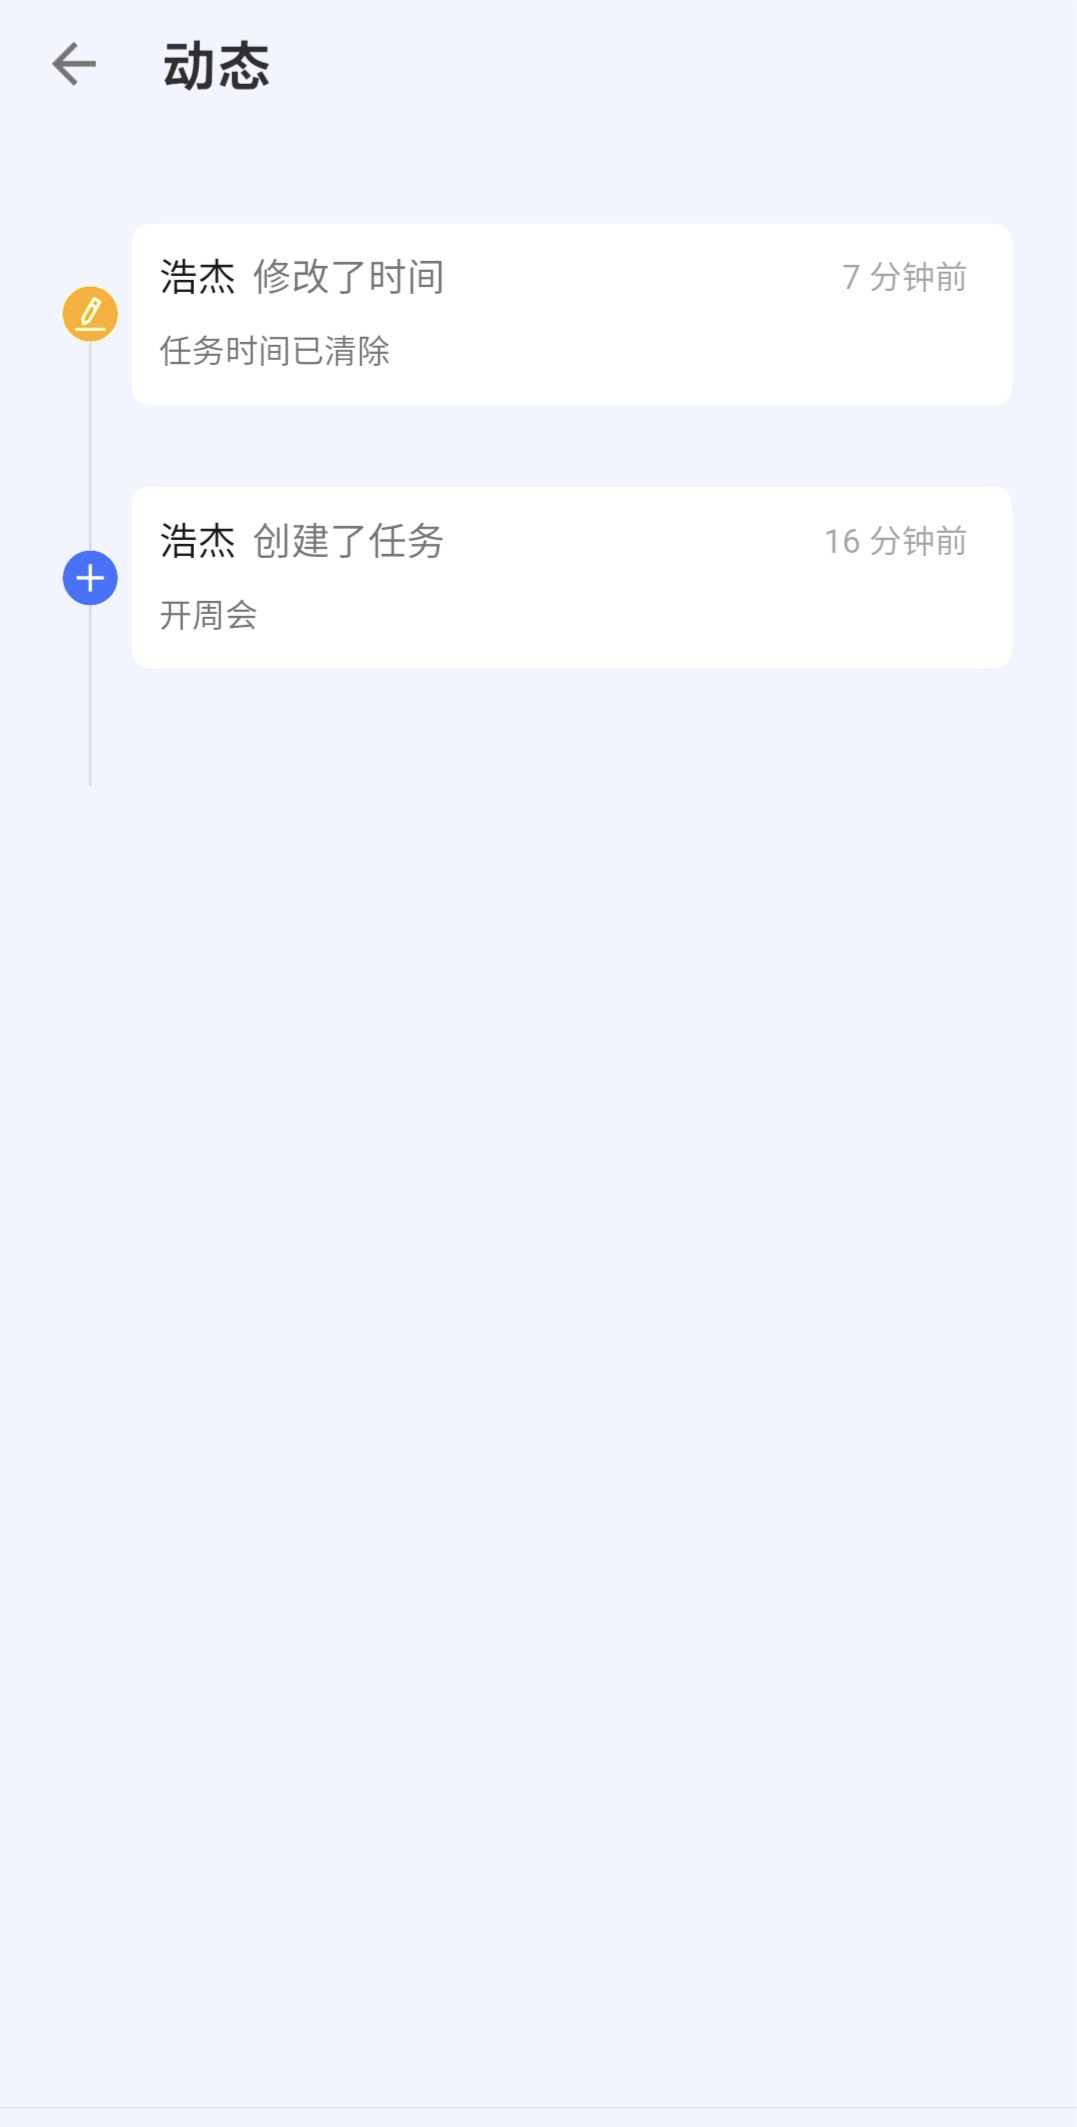 动态
浩杰 修改了时间 7 分钟前
任务时间已清除
浩杰 创建了任务 16 分钟前
开周会